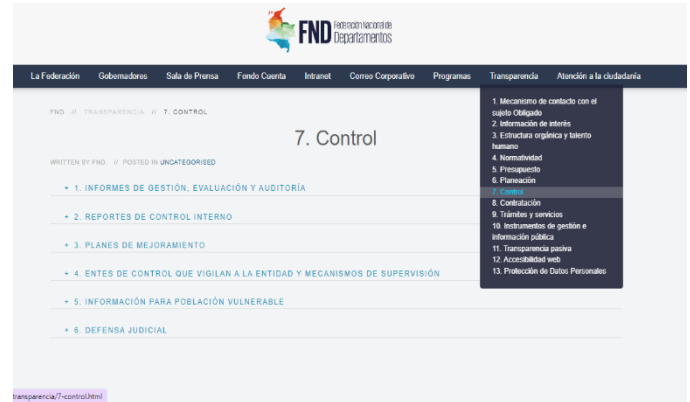 FND Federación Nacional de
Departamentos
La Federación Gobernadores Sala de Prensa Fondo Cuenta Intranet Correo Corporativo Programas Transparencia Atención a la ciudadanía
FND // TRANSPARENCIA // 7. CONTROL
7. Control
WRITTEN BY FND. // POSTED IN UNCATEGORISED
+ 1. INFORMES DE GESTIÓN, EVALUACIÓN Y AUDITORÍA
+ 2. REPORTES DE CONTROL INTERNO
+ 3. PLANES DE MEJORAMIENTO
+ 4. ENTES DE CONTROL QUE VIGILAN A LA ENTIDAD Y MECANISMOS DE SUPERVISIÓN
+ 5. INFORMACIÓN PARA POBLACIÓN VULNERABLE
+ 6. DEFENSA JUDICIAL
1. Mecanismo de contacto con el
sujeto Obligado
2. Información de interés
3. Estructura orgánica y talento
humano
4. Normatividad
5. Presupuesto
6. Planeación
7. Control
8. Contratación
9. Trámites y servicios
10. Instrumentos de gestión e
información pública
11. Transparencia pasiva
12. Accesibilidad web
13. Protección de Datos Personales
transparencia/7-control.html